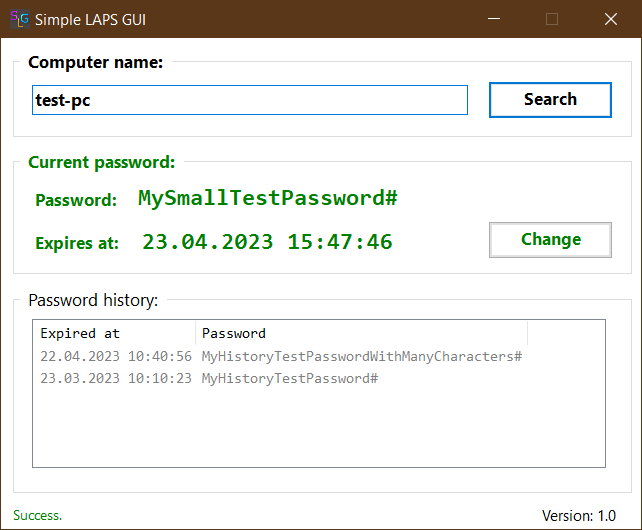 SLG Simple LAPS GUI
Computer name:
test-pc Search
Current password:
Password: MySmallTestPassword#
Expires at: 23.04.2023 15:47:46 Change
Password history:
Expired at Password
22.04.2023 10:40:56 MyHistoryTestPasswordWithManyCharacters#
23.03.2023 10:10:23 MyHistoryTestPassword#
Success. Version: 1.0